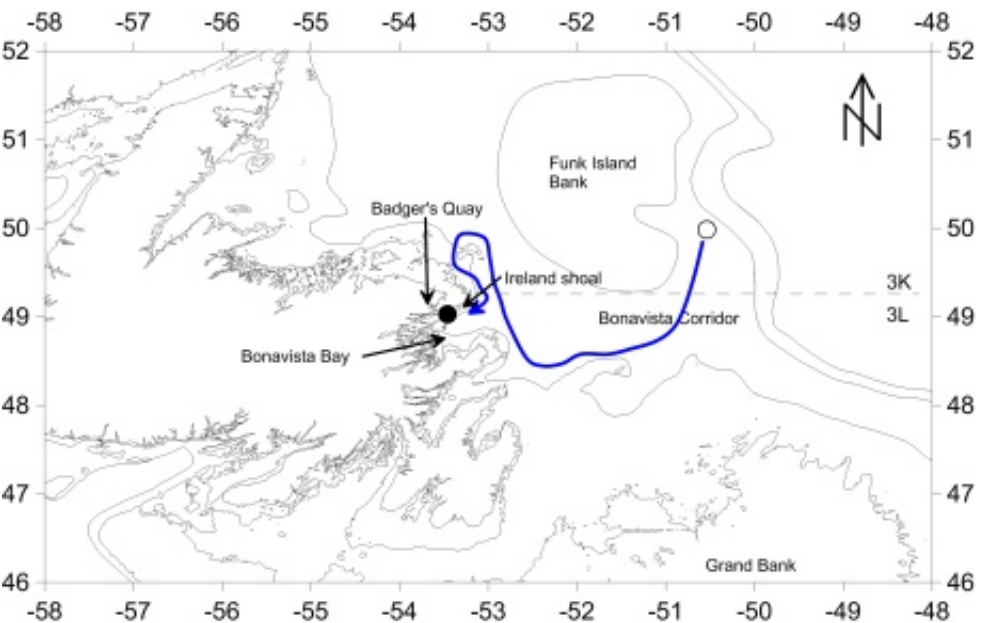 -58 -57 -56 -55 -54 -53 -52 -51 -50 -49 -48
52 52
51 51
N
Funk Island
Bank
Badger's Quay
50 50
Ireland shoal
3K
49 49
3L
Bonavista Corridor
Bonavista Bay
48 48
47 47
Grand Bank
46 46
-58 -57 -56 -55 -54 -53 -52 -51 -50 -49 -48